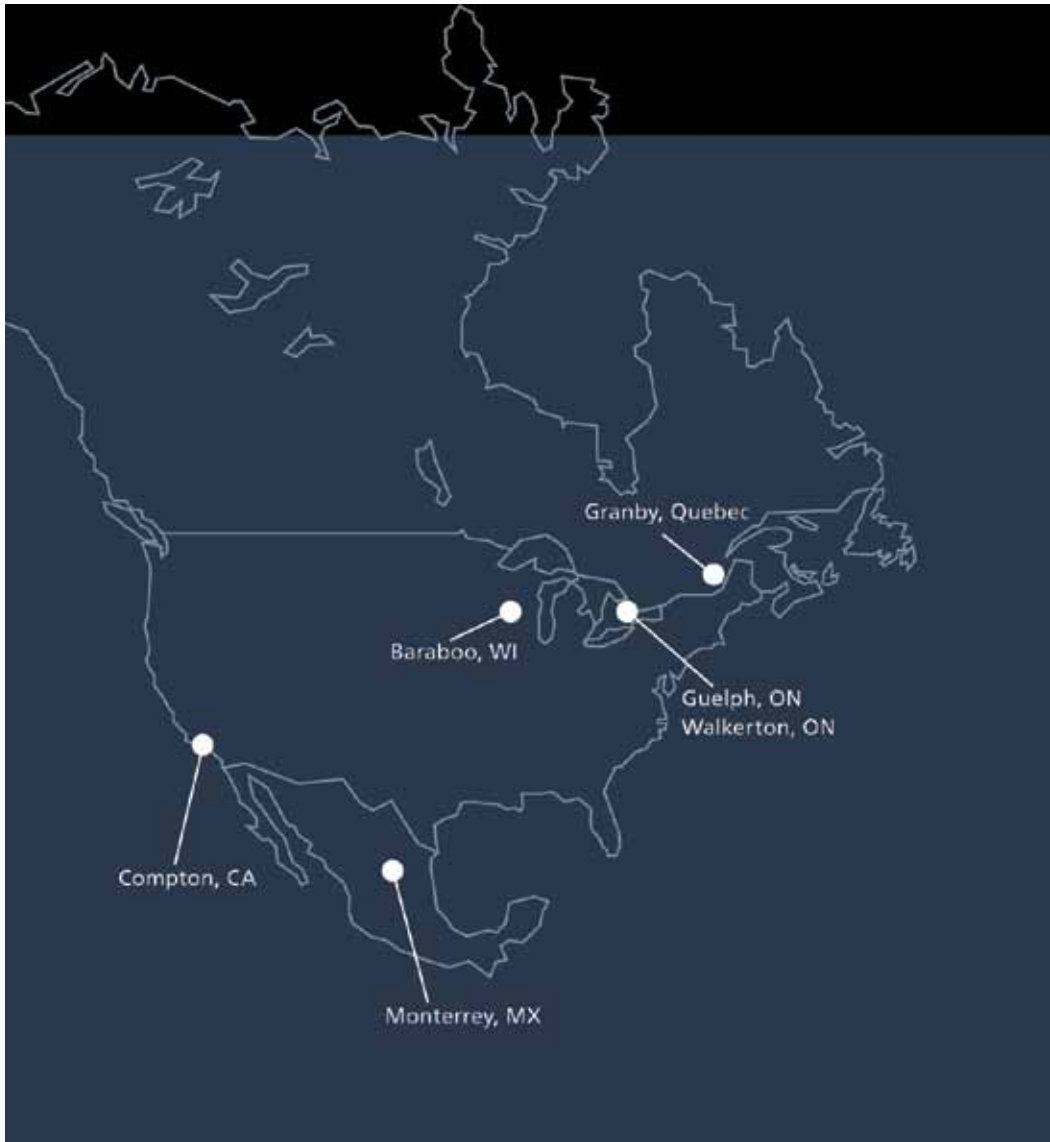 Granby, Quebec
Baraboo, WI
Guelph, ON
Walkerton, ON
Compton, CA
Monterrey, MX